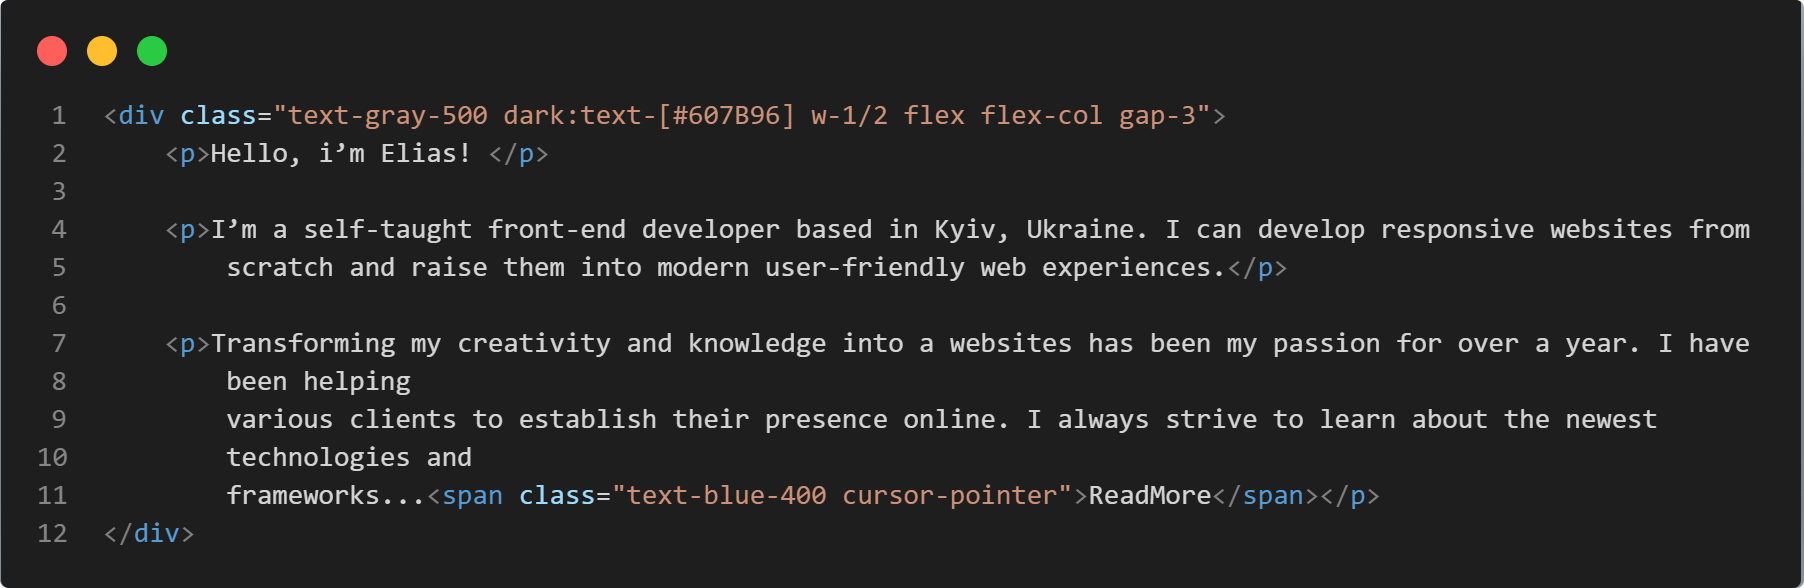 1 <div class="text-gray-500 dark:text-[#607B96] w-1/2 flex flex-col gap-3">
2     <p>Hello, i’m Elias! </p>
3
4     <p>I’m a self-taught front-end developer based in Kyiv, Ukraine. I can develop responsive websites from
5         scratch and raise them into modern user-friendly web experiences.</p>
6
7     <p>Transforming my creativity and knowledge into a websites has been my passion for over a year. I have
8         been helping
9         various clients to establish their presence online. I always strive to learn about the newest
10         technologies and
11         frameworks...<span class="text-blue-400 cursor-pointer">ReadMore</span></p>
12 </div>